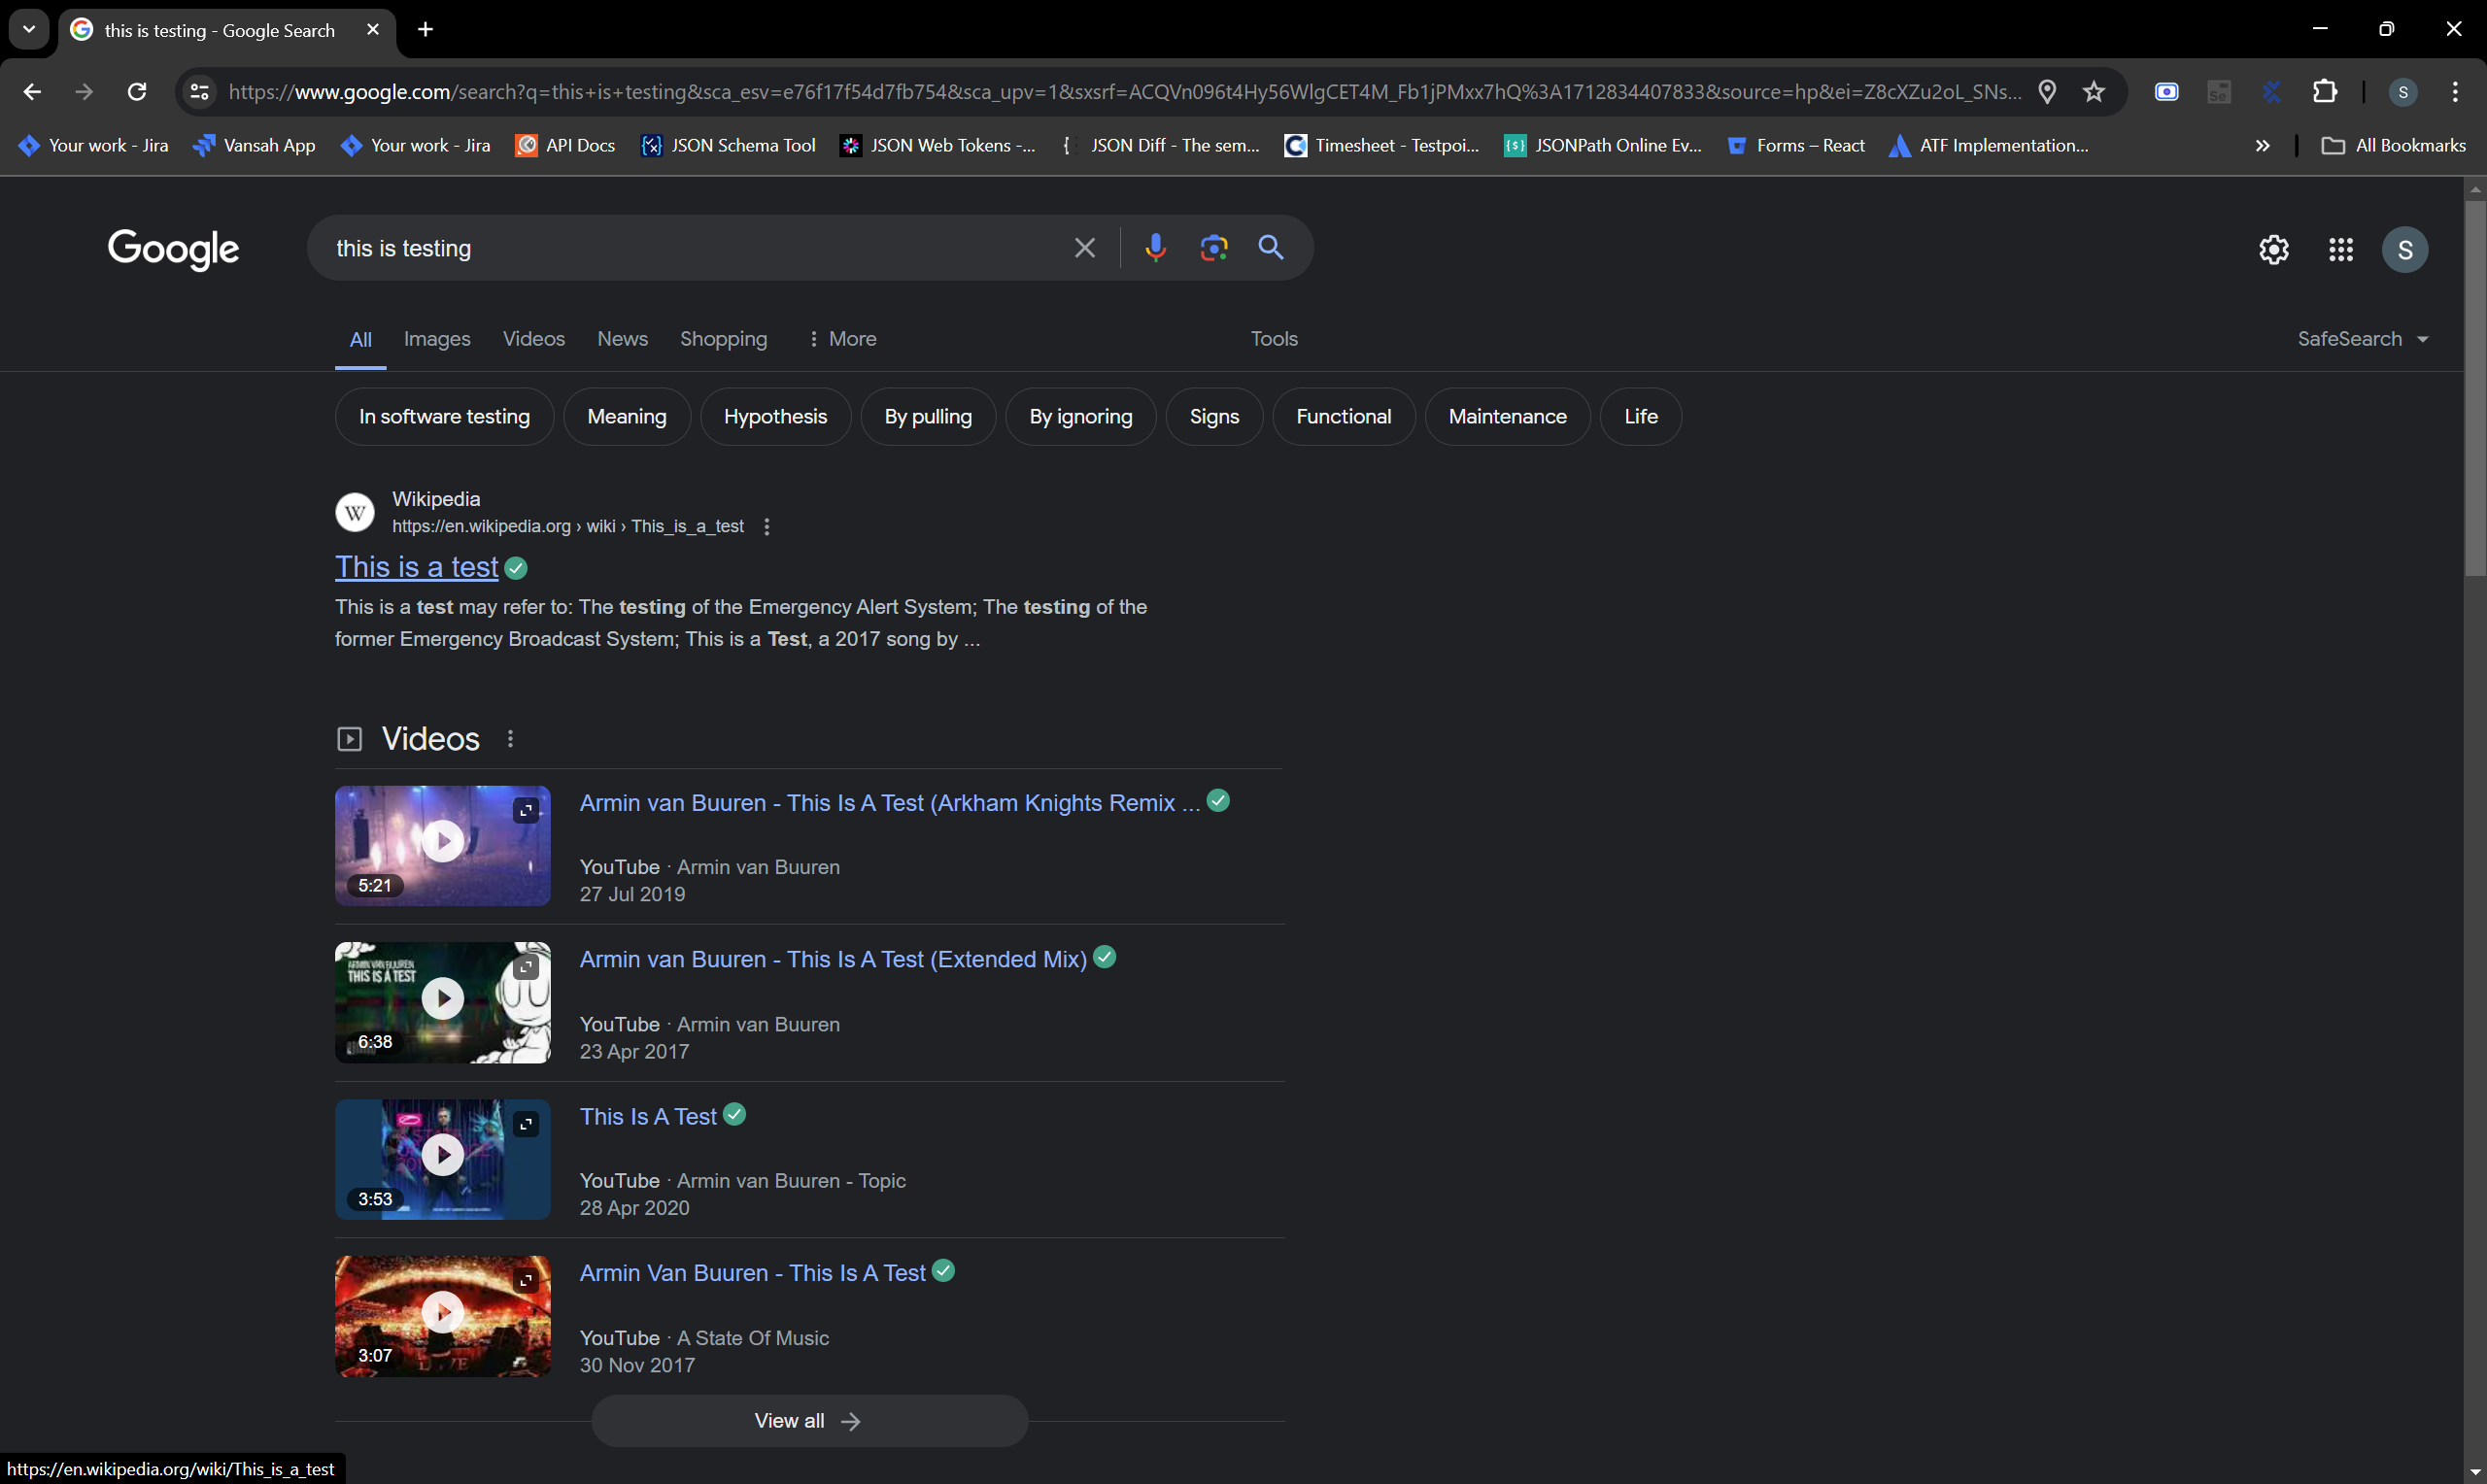 this is testing - Google Search
https://www.google.com/search?q=this+is+testing&sca_esv=e76f17f54d7fb754&sca_upv=1&sxsrf=ACQVn096t4Hy56WlgCET4M_Fb1jPMxx7hQ%3A1712834407833&source=hp&ei=Z8cXZu2oL_SNs...
S
Your work - Jira
Vansah App
Your work - Jira
API Docs
JSON Schema Tool
JSON Web Tokens -...
JSON Diff - The sem...
Timesheet - Testpoi...
JSONPath Online Ev...
Forms – React
ATF Implementation...
All Bookmarks
Google
this is testing
S
All
Images
Videos
News
Shopping
More
Tools
SafeSearch
In software testing
Meaning
Hypothesis
By pulling
By ignoring
Signs
Functional
Maintenance
Life
W
Wikipedia
https://en.wikipedia.org › wiki › This_is_a_test
This is a test
This is a test may refer to: The testing of the Emergency Alert System; The testing of the
former Emergency Broadcast System; This is a Test, a 2017 song by ...
Videos
5:21
Armin van Buuren - This Is A Test (Arkham Knights Remix ...
YouTube · Armin van Buuren
27 Jul 2019
ARMIN VAN BUUREN
THIS IS A TEST
6:38
Armin van Buuren - This Is A Test (Extended Mix)
YouTube · Armin van Buuren
23 Apr 2017
3:53
This Is A Test
YouTube · Armin van Buuren - Topic
28 Apr 2020
3:07
Armin Van Buuren - This Is A Test
YouTube · A State Of Music
30 Nov 2017
View all
https://en.wikipedia.org/wiki/This_is_a_test